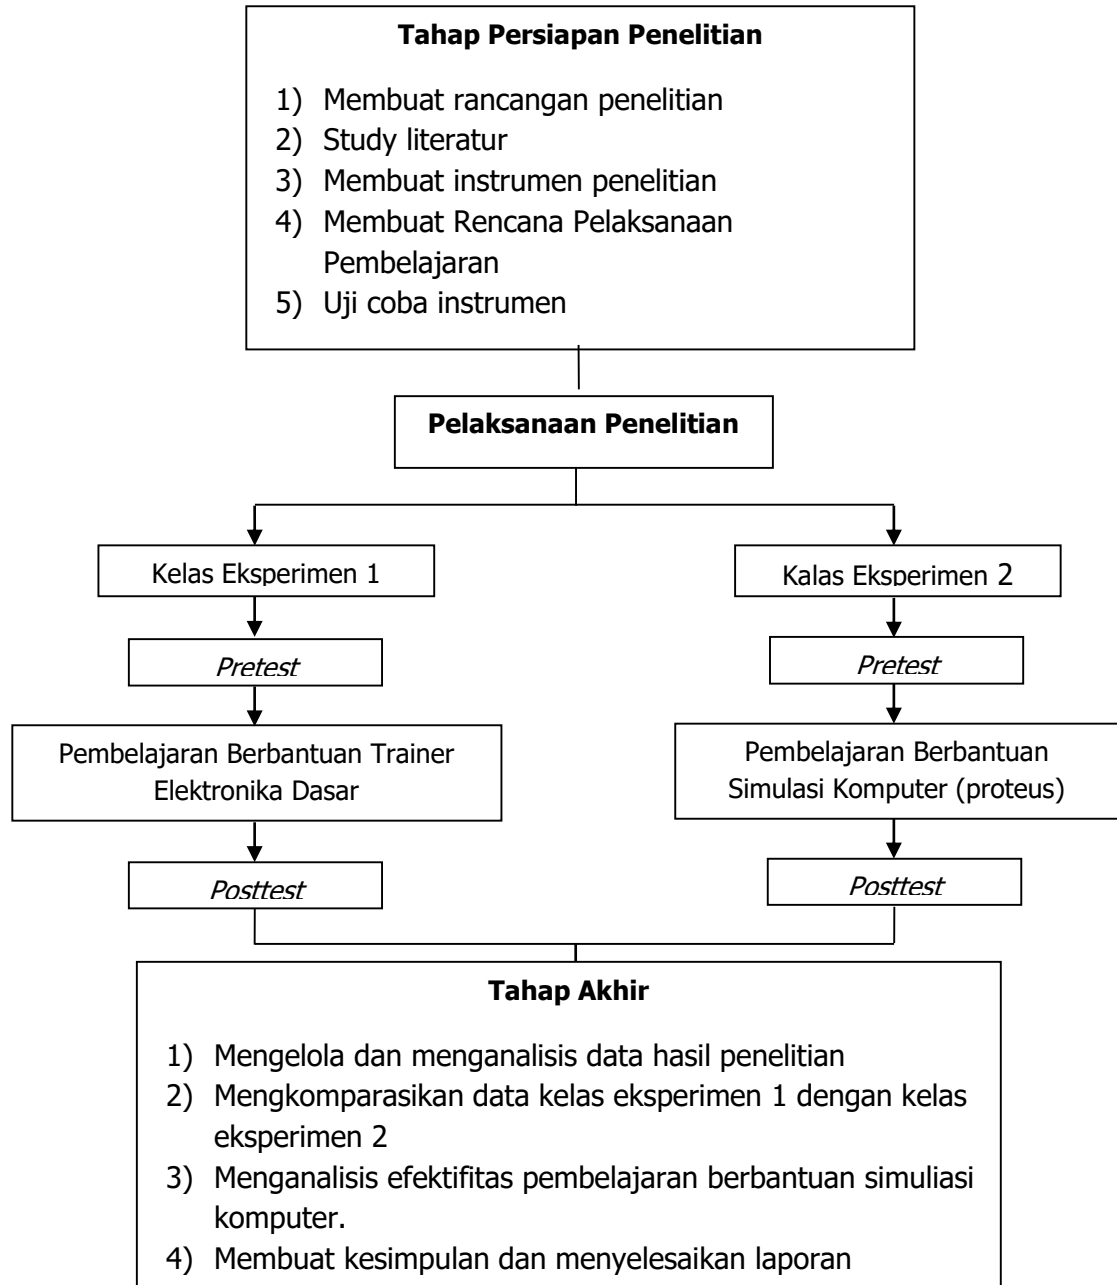 Tahap Persiapan Penelitian
1) Membuat rancangan penelitian
2) Study literatur
3) Membuat instrumen penelitian
4) Membuat Rencana Pelaksanaan
Pembelajaran
5) Uji coba instrumen
Pelaksanaan Penelitian
Kelas Eksperimen 1
Kalas Eksperimen 2
Pretest
Pretest
Pembelajaran Berbantuan Trainer
Elektronika Dasar
Pembelajaran Berbantuan
Simulasi Komputer (proteus)
Posttest
Posttest
Tahap Akhir
1) Mengelola dan menganalisis data hasil penelitian
2) Mengkomparasikan data kelas eksperimen 1 dengan kelas
eksperimen 2
3) Menganalisis efektifitas pembelajaran berbantuan simuliasi
komputer.
4) Membuat kesimpulan dan menyelesaikan laporan